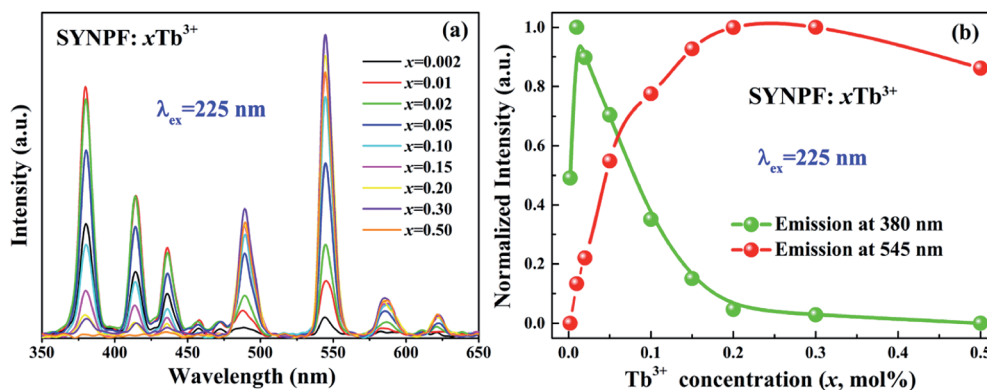 (a)
SYNPF: xTb³⁺
λex=225 nm
x=0.002
x=0.01
x=0.02
x=0.05
x=0.10
x=0.15
x=0.20
x=0.30
x=0.50
Intensity (a.u.)
350 400 450 500 550 600 650
Wavelength (nm)
(b)
1.0
0.8
0.6
0.4
0.2
0.0
Normalized Intensity (a.u.)
SYNPF: xTb³⁺
λex=225 nm
Emission at 380 nm
Emission at 545 nm
0.0 0.1 0.2 0.3 0.4 0.5
Tb³⁺ concentration (x, mol%)